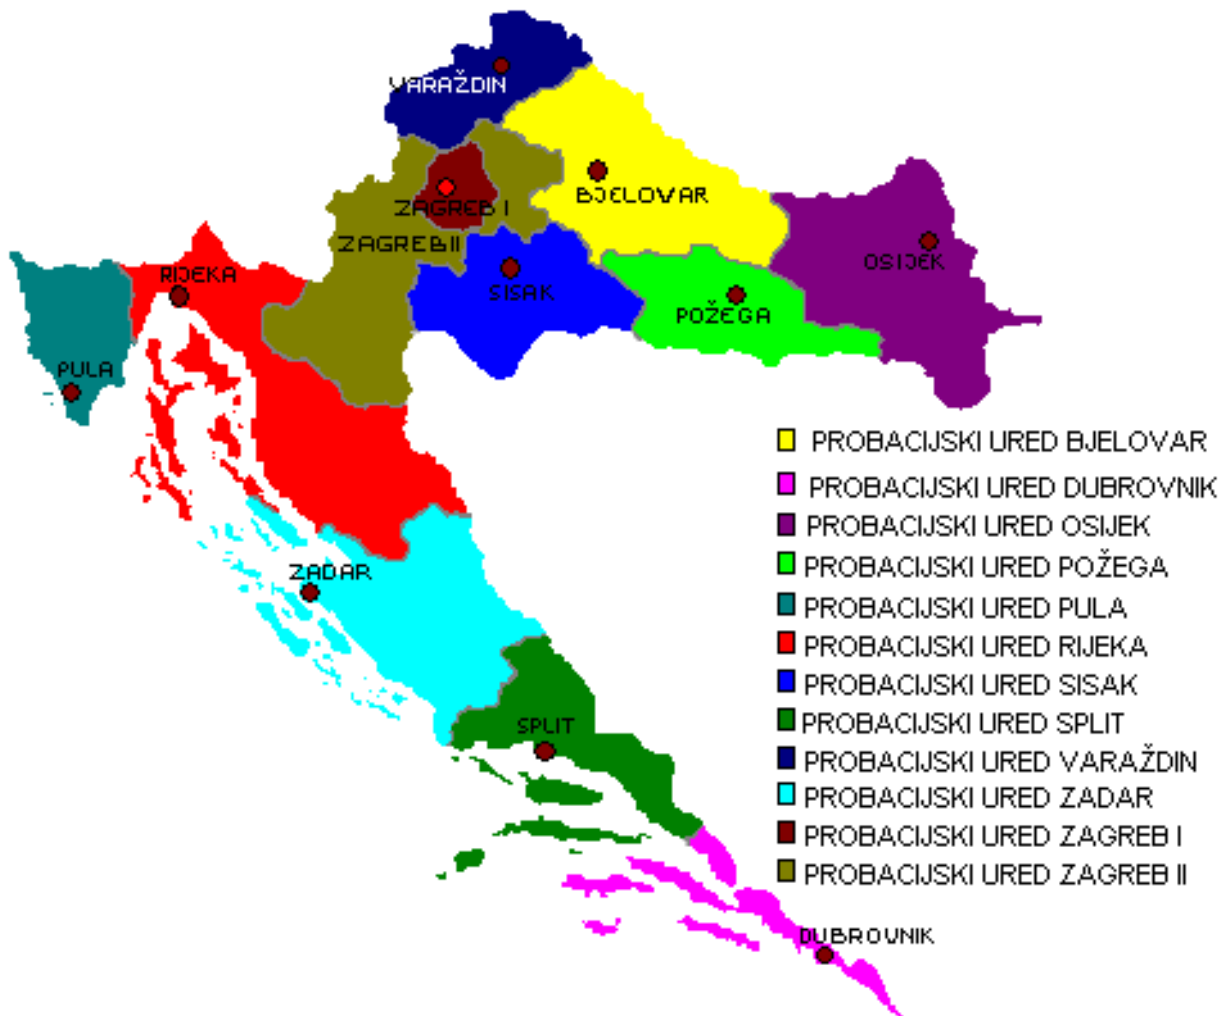 VARAŽDIN
BJELOVAR
ZAGREB I
ZAGREB II
OSIJEK
RIJEKA
SISAK
POŽEGA
PULA
ZADAR
SPLIT
DUBROVNIK
PROBACIJSKI URED BJELOVAR
PROBACIJSKI URED DUBROVNIK
PROBACIJSKI URED OSIJEK
PROBACIJSKI URED POŽEGA
PROBACIJSKI URED PULA
PROBACIJSKI URED RIJEKA
PROBACIJSKI URED SISAK
PROBACIJSKI URED SPLIT
PROBACIJSKI URED VARAŽDIN
PROBACIJSKI URED ZADAR
PROBACIJSKI URED ZAGREB I
PROBACIJSKI URED ZAGREB II